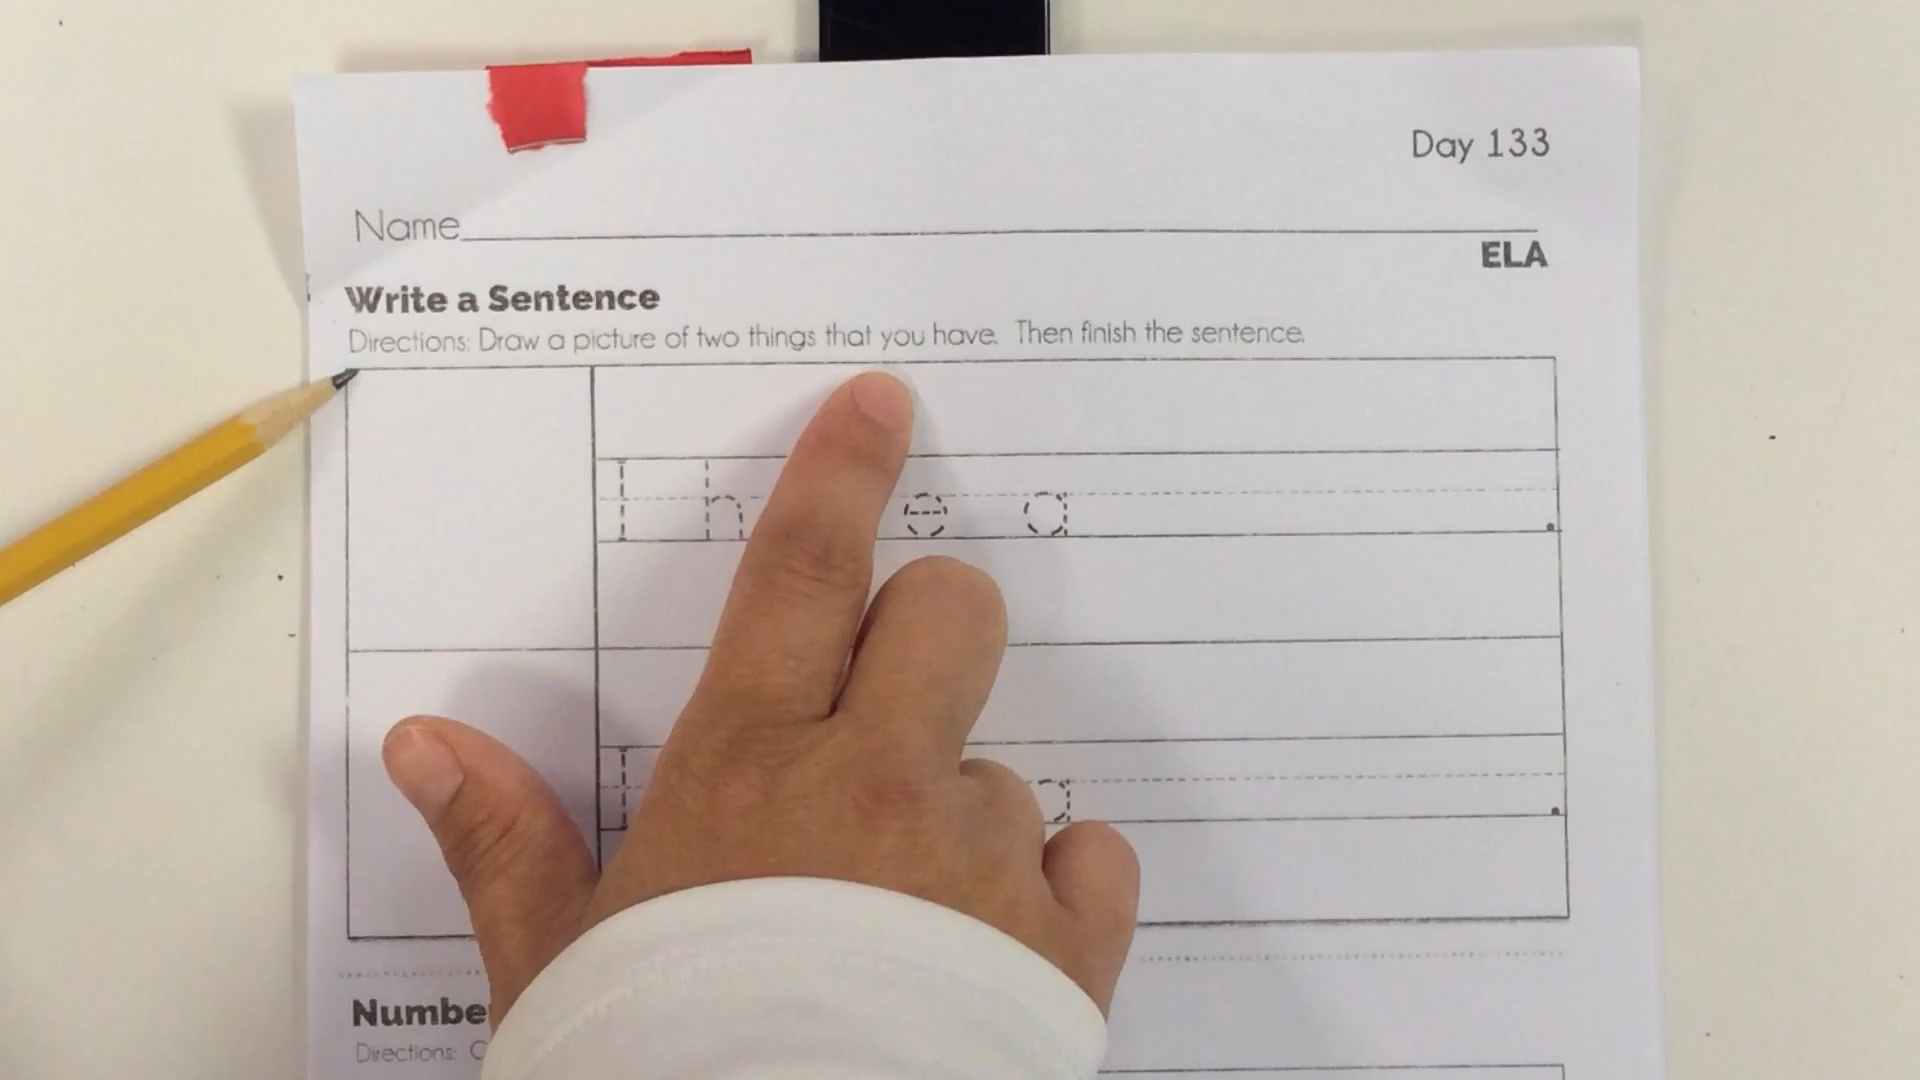 Day 133
Name
ELA
Write a Sentence
Directions: Draw a picture of two things that you have. Then finish the sentence.
I h e a .
I a .
Directions: